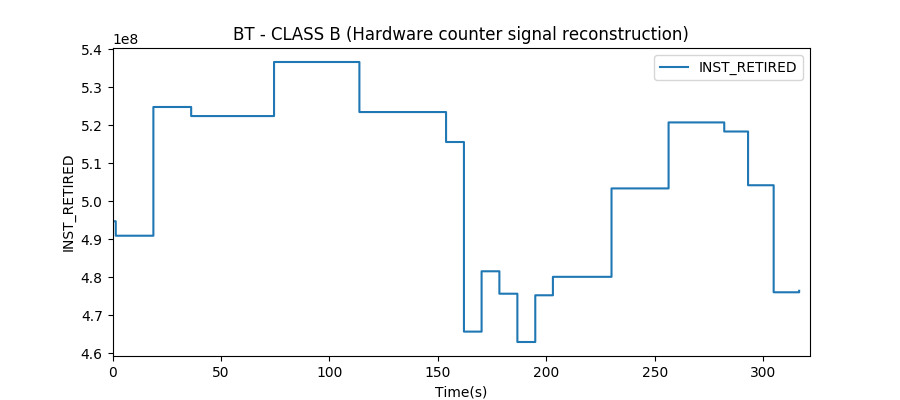 BT - CLASS B (Hardware counter signal reconstruction)
1e8
INST_RETIRED
5.4
5.3
5.2
5.1
5.0
4.9
4.8
4.7
4.6
INST_RETIRED
0 50 100 150 200 250 300
Time(s)